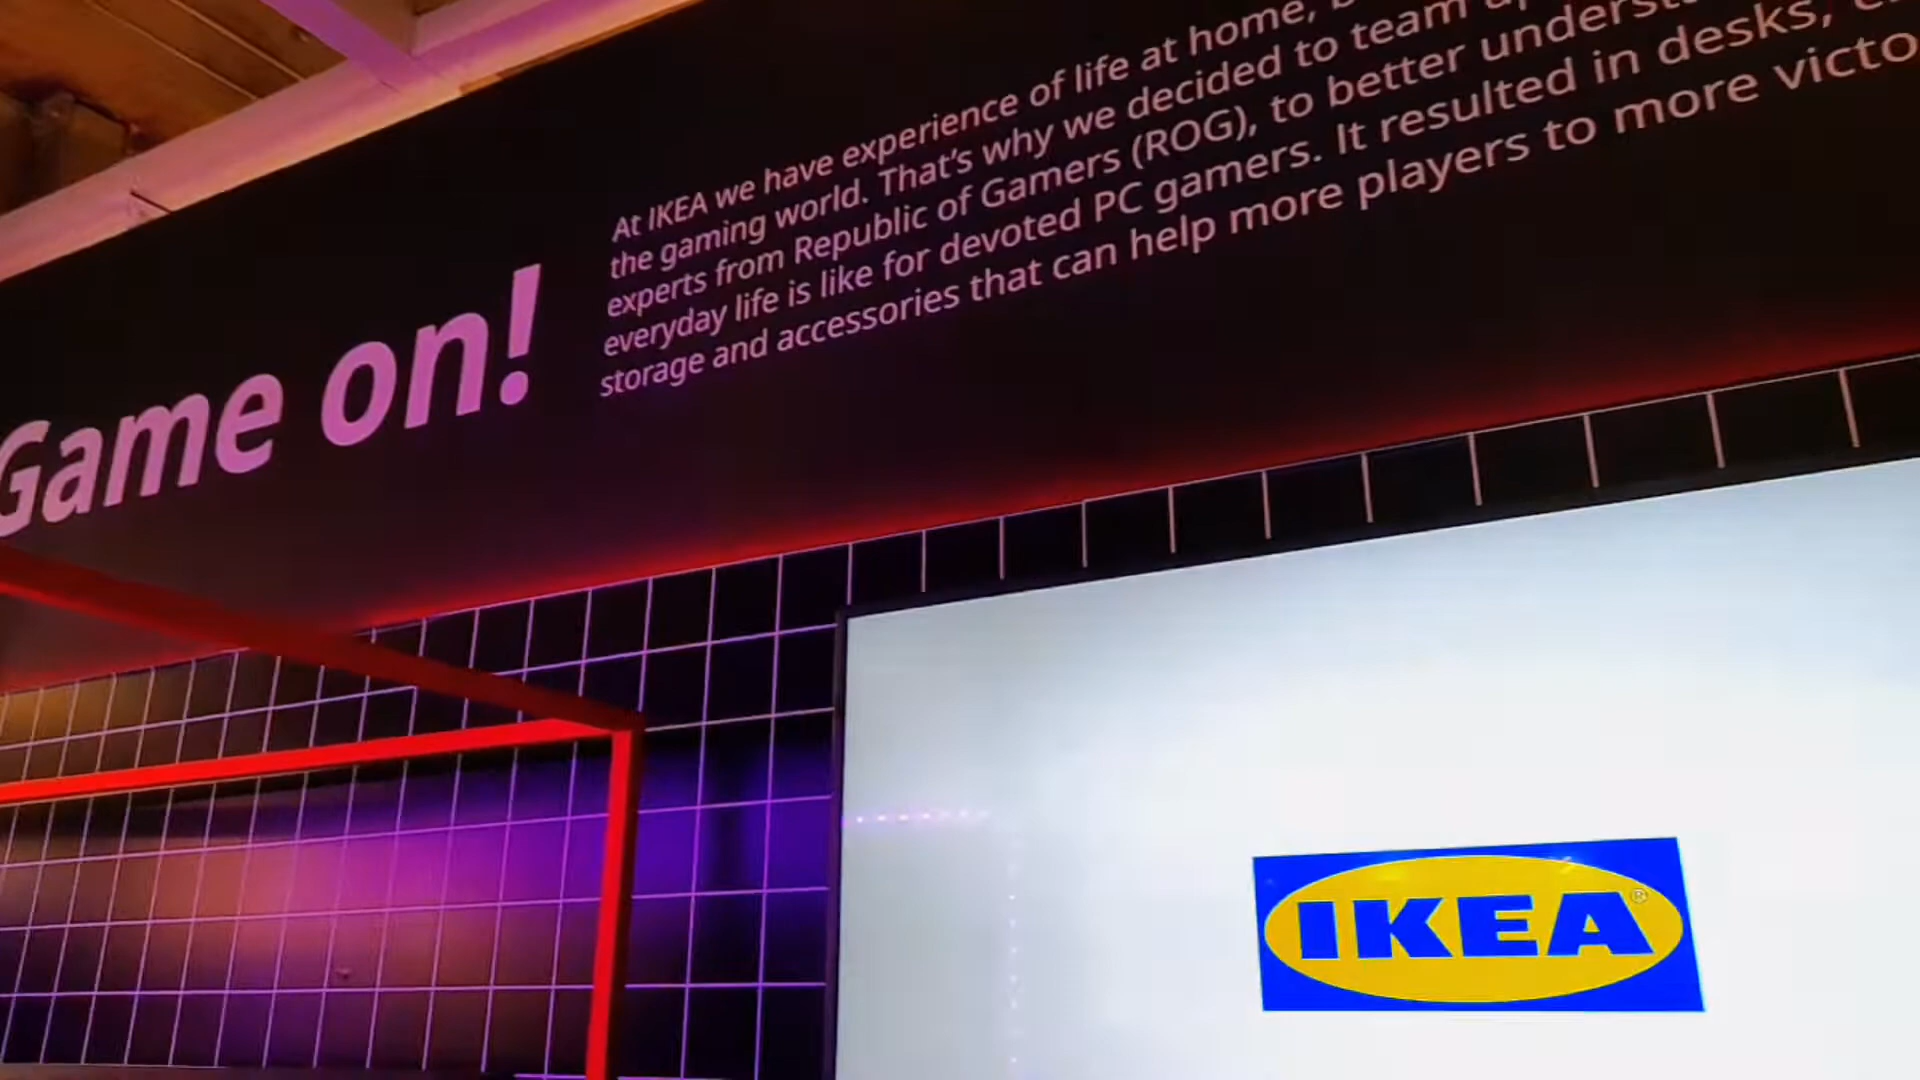 Game on!
At IKEA we have experience of life at home,
the gaming world. That's why we decided to team
experts from Republic of Gamers (ROG), to better
everyday life is like for devoted PC gamers. It resulted in desks,
storage and accessories that can help more players to more
IKEA®